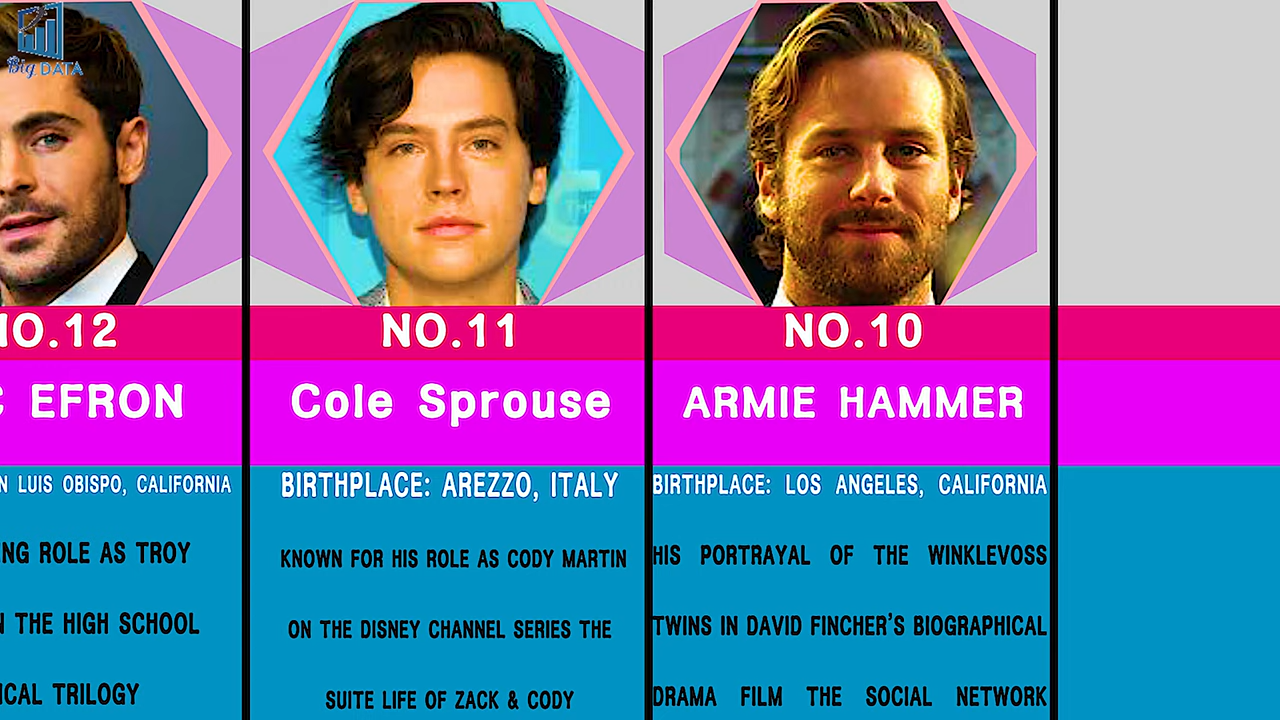 Big DATA
NO.12
C EFRON
N LUIS OBISPO, CALIFORNIA
NG ROLE AS TROY
N THE HIGH SCHOOL
ICAL TRILOGY
NO.11
Cole Sprouse
BIRTHPLACE: AREZZO, ITALY
KNOWN FOR HIS ROLE AS CODY MARTIN
ON THE DISNEY CHANNEL SERIES THE
SUITE LIFE OF ZACK & CODY
NO.10
ARMIE HAMMER
BIRTHPLACE: LOS ANGELES, CALIFORNIA
HIS PORTRAYAL OF THE WINKLEVOSS
TWINS IN DAVID FINCHER'S BIOGRAPHICAL
DRAMA FILM THE SOCIAL NETWORK